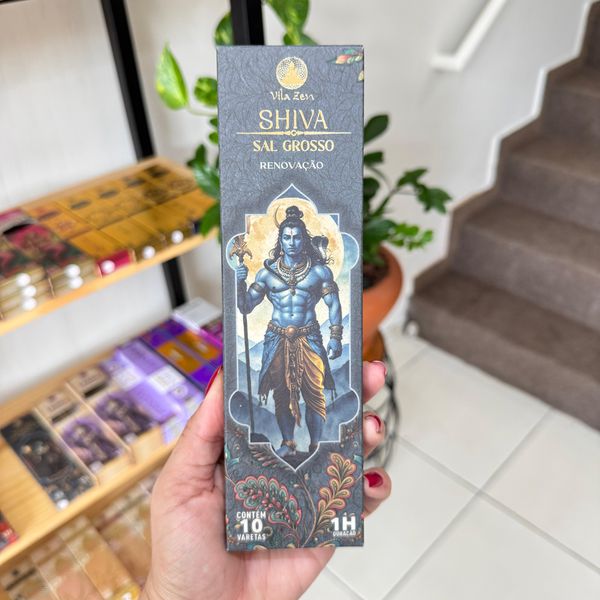 Vila Zen
SHIVA
SAL GROSSO
RENOVAÇÃO
CONTÉM
10
VARETAS
1H
DURAÇÃO